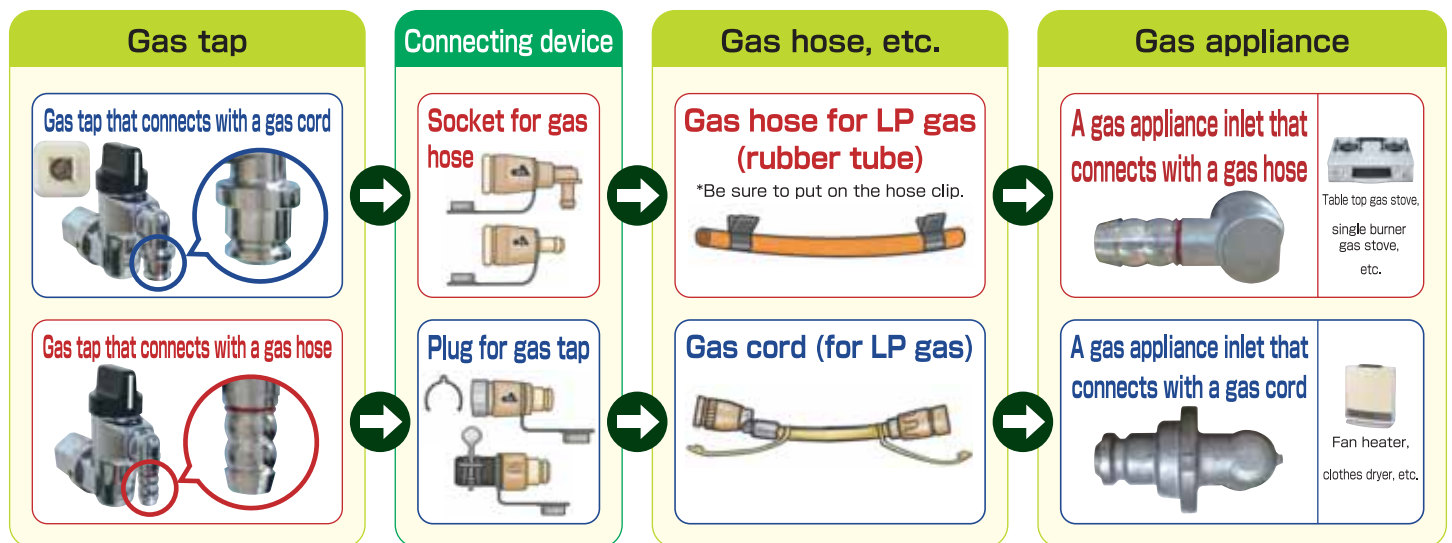 Gas tap
Connecting device
Gas hose, etc.
Gas appliance
Gas tap that connects with a gas cord
Socket for gas
hose
Gas hose for LP gas
(rubber tube)
*Be sure to put on the hose clip.
A gas appliance inlet that
connects with a gas hose
Table top gas stove,
single burner
gas stove,
etc.
Gas tap that connects with a gas hose
Plug for gas tap
Gas cord (for LP gas)
A gas appliance inlet that
connects with a gas cord
Fan heater,
clothes dryer, etc.